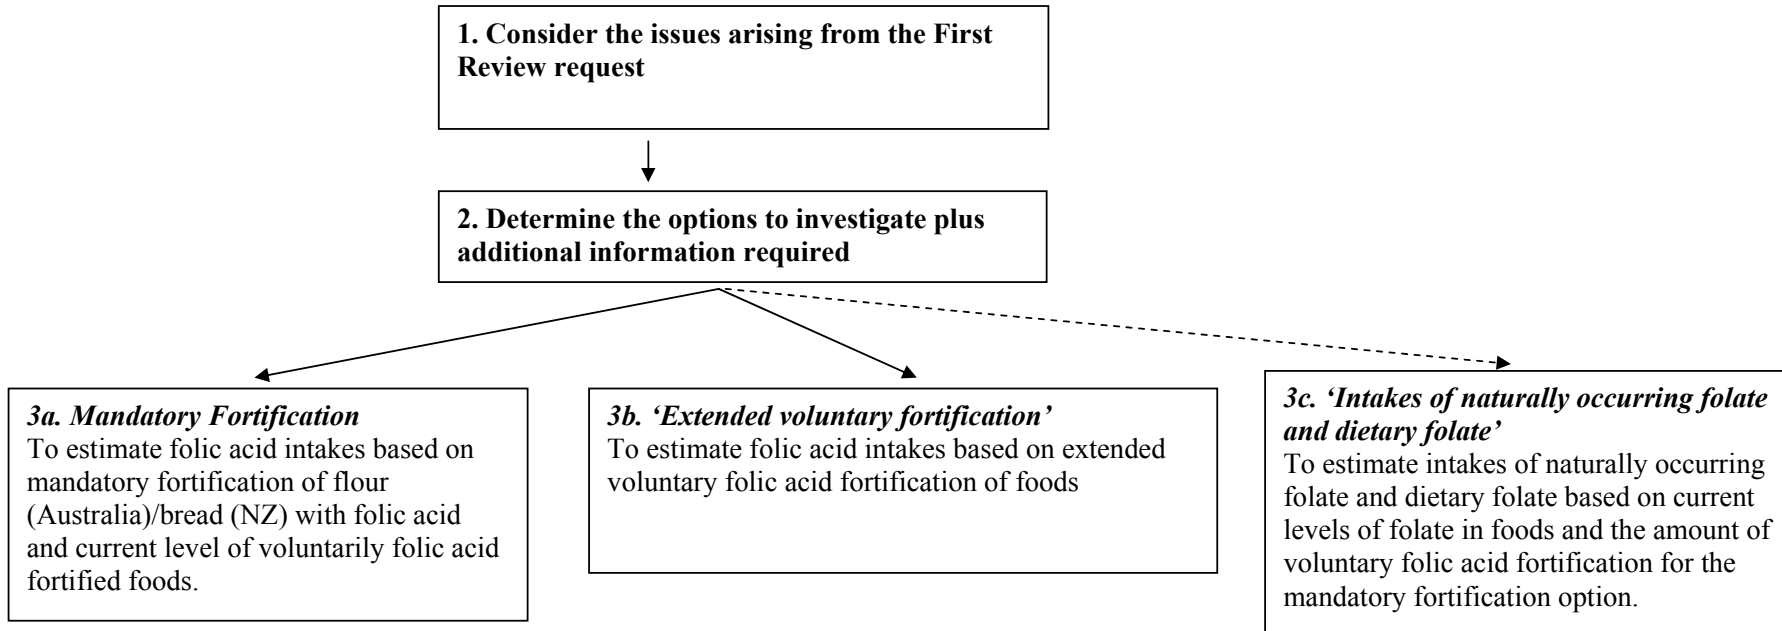 1. Consider the issues arising from the First
Review request
2. Determine the options to investigate plus
additional information required
3a. Mandatory Fortification
To estimate folic acid intakes based on
mandatory fortification of flour
(Australia)/bread (NZ) with folic acid
and current level of voluntarily folic acid
fortified foods.
3b. ‘Extended voluntary fortification’
To estimate folic acid intakes based on extended
voluntary folic acid fortification of foods
3c. ‘Intakes of naturally occurring folate
and dietary folate’
To estimate intakes of naturally occurring
folate and dietary folate based on current
levels of folate in foods and the amount of
voluntary folic acid fortification for the
mandatory fortification option.